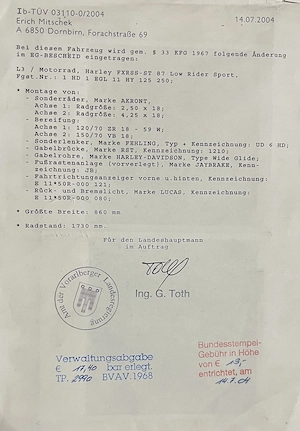 Ib-TÜV 03110-0/2004
14.07.2004
Erich Mitschek
A 6850 Dornbirn, Forachstraße 69
Bei diesem Fahrzeug wird gem. § 33 KFG 1967 folgende Änderung
im EG-BESCHEID eingetragen:
L3 / Motorrad, Harley FXRSS-ST 87 Low Rider Sport,
Fgst.Nr.: 1 HD 1 EGL 11 HY 125 250;
* Montage von:
- Sonderräder, Marke AKRONT,
Achse 1: Radgröße: 2,50 x 18;
Achse 2: Radgröße: 4,25 x 18;
- Bereifung:
Achse 1: 120/70 ZR 18 - 59 W;
Achse 2: 150/70 VB 18;
- Sonderlenker, Marke FEHLING, Typ + Kennzeichnung: UD 6 HD;
- Gabelbrücke, Marke RST, Kennzeichnung: 1210;
- Gabelrohre, Marke HARLEY-DAVIDSON, Type Wide Glide;
- Fußrastenanlage (vorverlegt), Marke JAYBRAKE, Kenn-
zeichnung: JB;
- Fahrtrichtungsanzeiger vorne u.hinten, Kennzeichnung:
E 11*50R-000 121;
- Rück- und Bremslicht, Marke LUCAS, Kennzeichnung:
E 11*50R-000 080;
* Größte Breite: 860 mm
* Radstand: 1730 mm.
Für den Landeshauptmann
im Auftrag
Ing. G. Toth
Amt der Vorarlberger Landesregierung
Verwaltungsabgabe
€ 17,40 bar erlegt.
TP. BVAV.1968
Bundesstempel-
Gebühr in Höhe
von € 13,-
entrichtet, am
14.7.04